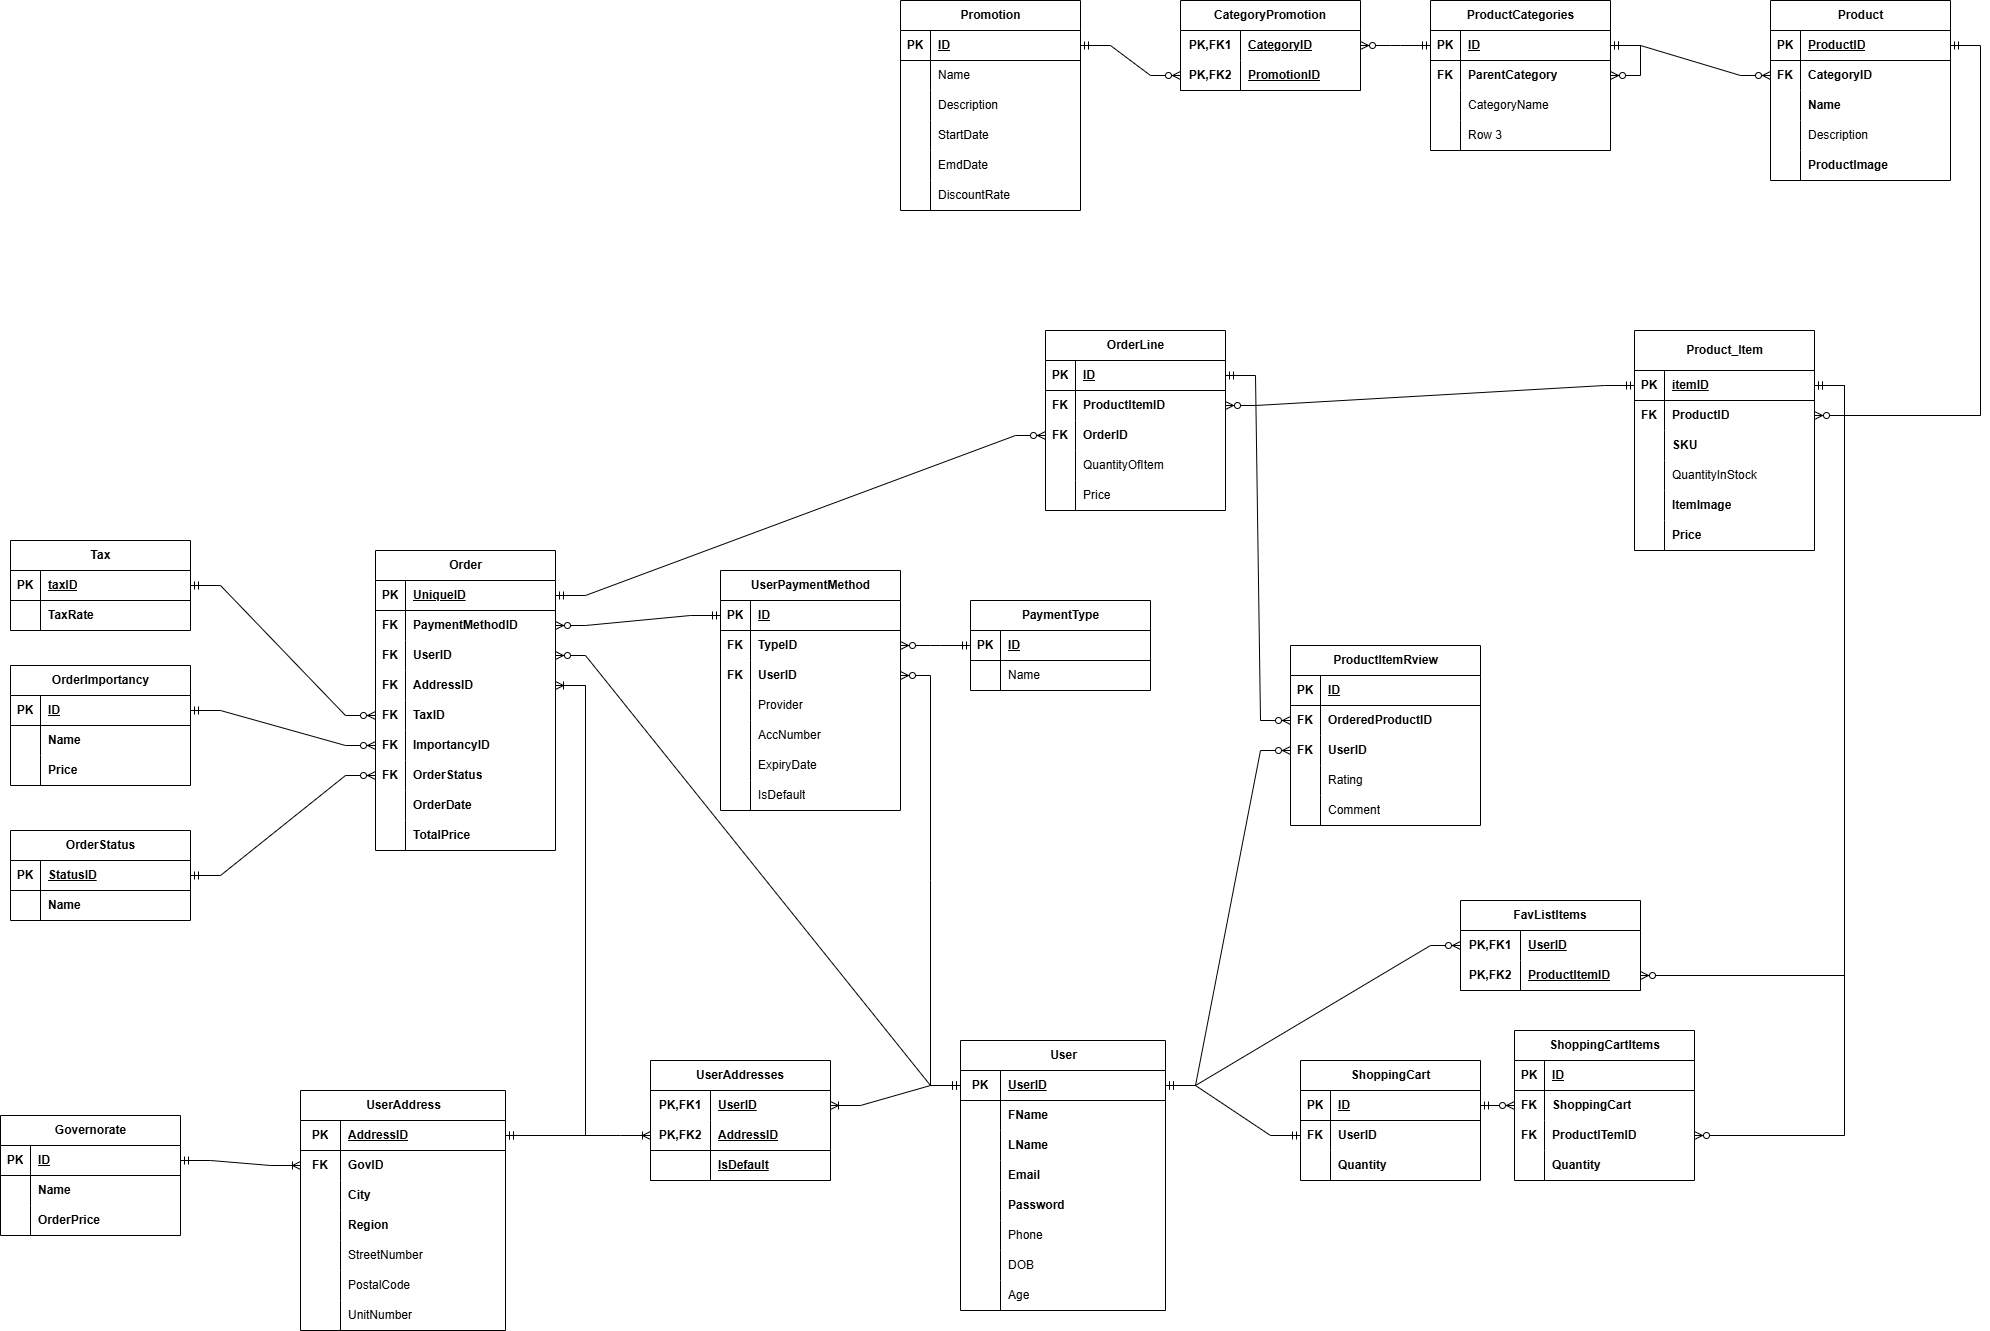 Promotion
PK ID
Name
Description
StartDate
EmdDate
DiscountRate
CategoryPromotion
PK,FK1 CategoryID
PK,FK2 PromotionID
ProductCategories
PK ID
FK ParentCategory
CategoryName
Row 3
Product
PK ProductID
FK CategoryID
Name
Description
ProductImage
OrderLine
PK ID
FK ProductItemID
FK OrderID
QuantityOfItem
Price
Product_Item
PK itemID
FK ProductID
SKU
QuantityInStock
ItemImage
Price
Tax
PK taxID
TaxRate
OrderImportancy
PK ID
Name
Price
OrderStatus
PK StatusID
Name
Order
PK UniqueID
FK PaymentMethodID
FK UserID
FK AddressID
FK TaxID
FK ImportancyID
FK OrderStatus
OrderDate
TotalPrice
UserPaymentMethod
PK ID
FK TypeID
FK UserID
Provider
AccNumber
ExpiryDate
IsDefault
PaymentType
PK ID
Name
ProductItemRview
PK ID
FK OrderedProductID
FK UserID
Rating
Comment
FavListItems
PK,FK1 UserID
PK,FK2 ProductItemID
Governorate
PK ID
Name
OrderPrice
UserAddress
PK AddressID
FK GovID
City
Region
StreetNumber
PostalCode
UnitNumber
UserAddresses
PK,FK1 UserID
PK,FK2 AddressID
IsDefault
User
PK UserID
FName
LName
Email
Password
Phone
DOB
Age
ShoppingCart
PK ID
FK UserID
Quantity
ShoppingCartItems
PK ID
FK ShoppingCart
FK ProductITemID
Quantity